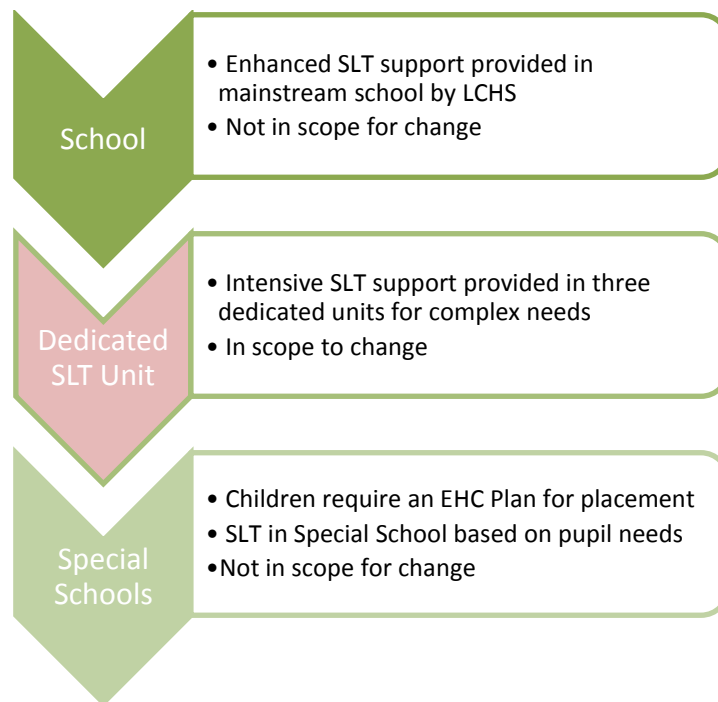 School
• Enhanced SLT support provided in
mainstream school by LCHS
• Not in scope for change
Dedicated
SLT Unit
• Intensive SLT support provided in three
dedicated units for complex needs
• In scope to change
Special
Schools
• Children require an EHC Plan for placement
• SLT in Special School based on pupil needs
•Not in scope for change